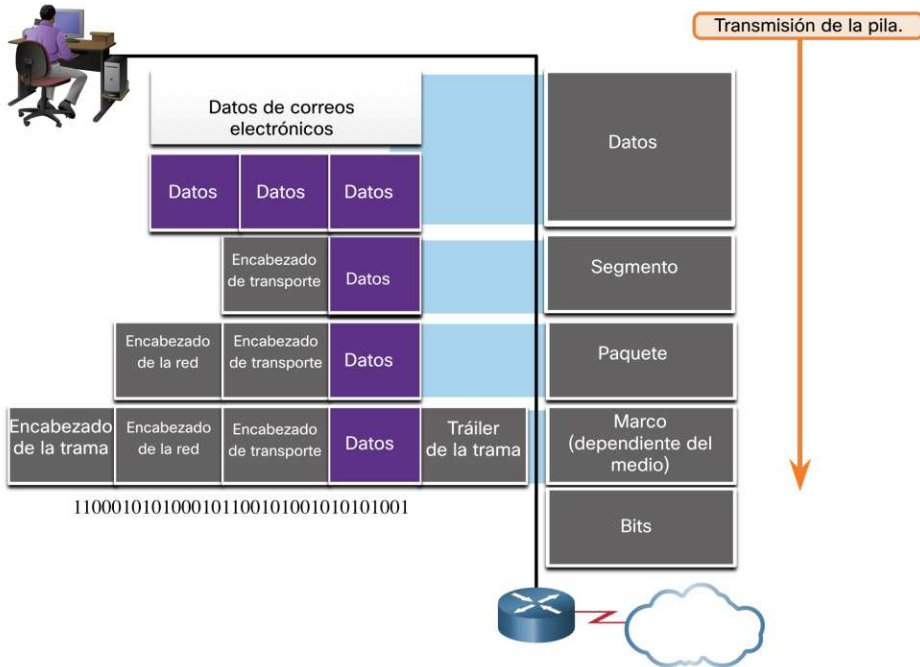 Transmisión de la pila.
Datos de correos
electrónicos
Datos
Datos
Datos
Datos
Encabezado
de transporte
Datos
Segmento
Encabezado
de la red
Encabezado
de transporte
Datos
Paquete
Encabezado
de la trama
Encabezado
de la red
Encabezado
de transporte
Datos
Tráiler
de la trama
Marco
(dependiente del
medio)
1100010101000101100101001010101001
Bits